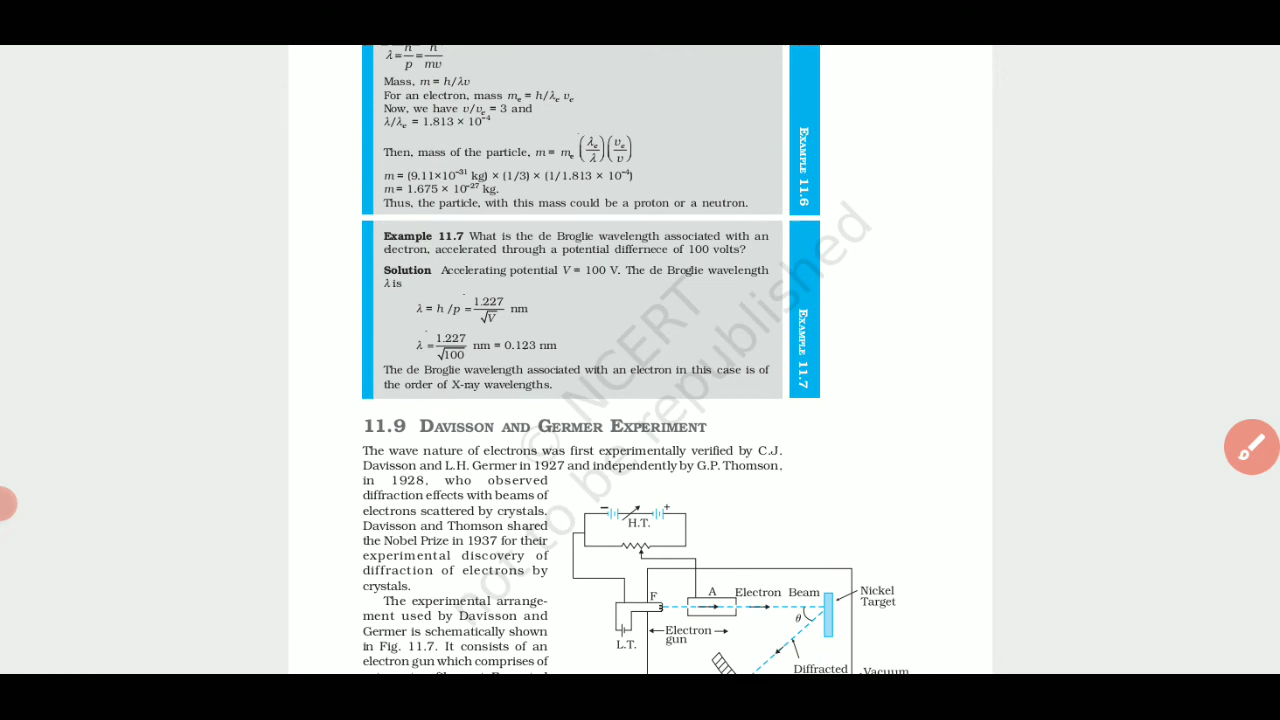 λ = h/p = h/mv
Mass, m = h/λv
For an electron, mass mₑ = h/λₑ vₑ
Now, we have v/vₑ = 3 and
λ/λₑ = 1.813 × 10⁻⁴
Then, mass of the particle, m = mₑ (λₑ/λ)(vₑ/v)
m = (9.11×10⁻³¹ kg) × (1/3) × (1/1.813 × 10⁻⁴)
m = 1.675 × 10⁻²⁷ kg.
Thus, the particle, with this mass could be a proton or a neutron.
EXAMPLE 11.6
Example 11.7 What is the de Broglie wavelength associated with an
electron, accelerated through a potential differnece of 100 volts?
Solution Accelerating potential V = 100 V. The de Broglie wavelength
λ is
λ = h /p = 1.227/√V nm
λ = 1.227/√100 nm = 0.123 nm
The de Broglie wavelength associated with an electron in this case is of
the order of X-ray wavelengths.
EXAMPLE 11.7
11.9 DAVISSON AND GERMER EXPERIMENT
The wave nature of electrons was first experimentally verified by C.J.
Davisson and L.H. Germer in 1927 and independently by G.P. Thomson,
in 1928, who observed
diffraction effects with beams of
electrons scattered by crystals.
Davisson and Thomson shared
the Nobel Prize in 1937 for their
experimental discovery of
diffraction of electrons by
crystals.
The experimental arrange-
ment used by Davisson and
Germer is schematically shown
in Fig. 11.7. It consists of an
electron gun which comprises of
− +
H.T.
F A Electron Beam
Nickel
Target
θ
Electron
gun
L.T.
Diffracted
Vacuum
© NCERT
not to be republished